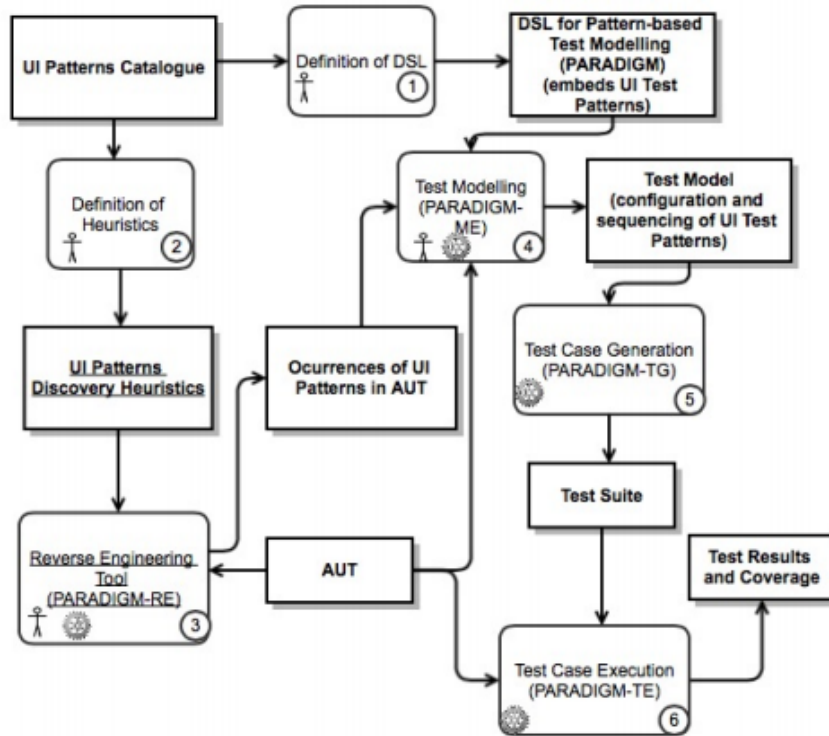 UI Patterns Catalogue
Definition of DSL
1
DSL for Pattern-based
Test Modelling
(PARADIGM)
(embeds UI Test
Patterns)
Definition of
Heuristics
2
Test Modelling
(PARADIGM-
ME)
4
Test Model
(configuration and
sequencing of UI Test
Patterns)
UI Patterns
Discovery Heuristics
Ocurrences of UI
Patterns in AUT
Test Case Generation
(PARADIGM-TG)
5
Test Suite
Reverse Engineering
Tool
(PARADIGM-RE)
3
AUT
Test Results
and Coverage
Test Case Execution
(PARADIGM-TE)
6